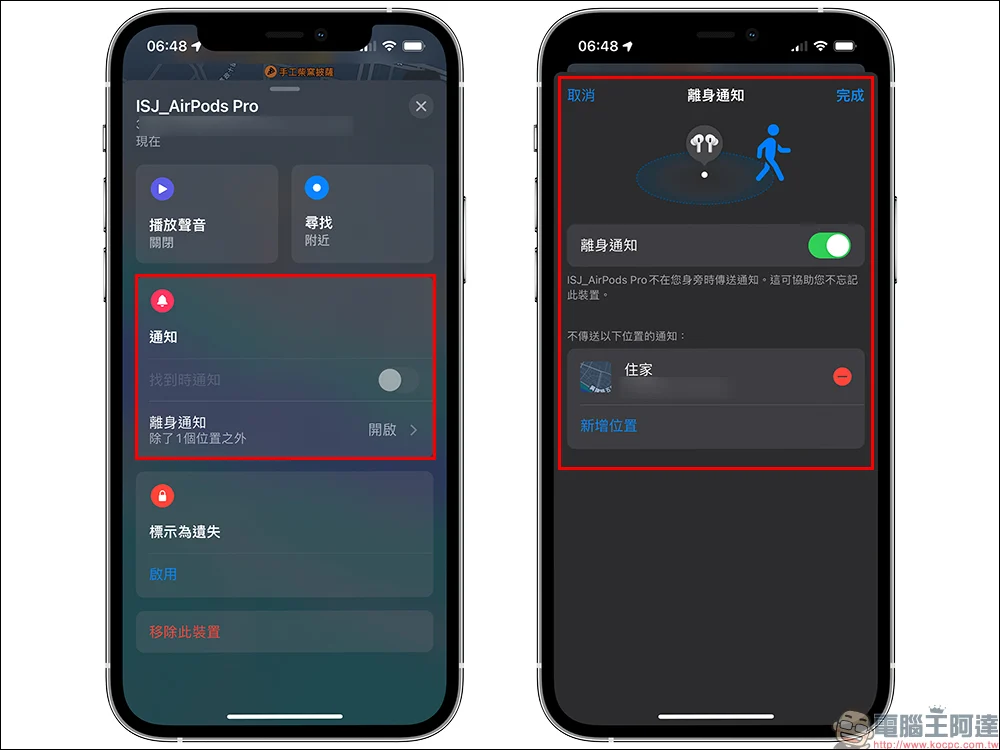 06:48
手工柴窯披薩
ISJ_AirPods Pro
現在
播放聲音
關閉
尋找
附近
通知
找到時通知
離身通知
除了1個位置之外
開啟
標示為遺失
啟用
移除此裝置
06:48
取消
離身通知
完成
離身通知
ISJ_AirPods Pro不在您身旁時傳送通知。這可協助您不忘記
此裝置。
不傳送以下位置的通知：
住家
新增位置
電腦王阿達
http://www.kocpc.com.tw